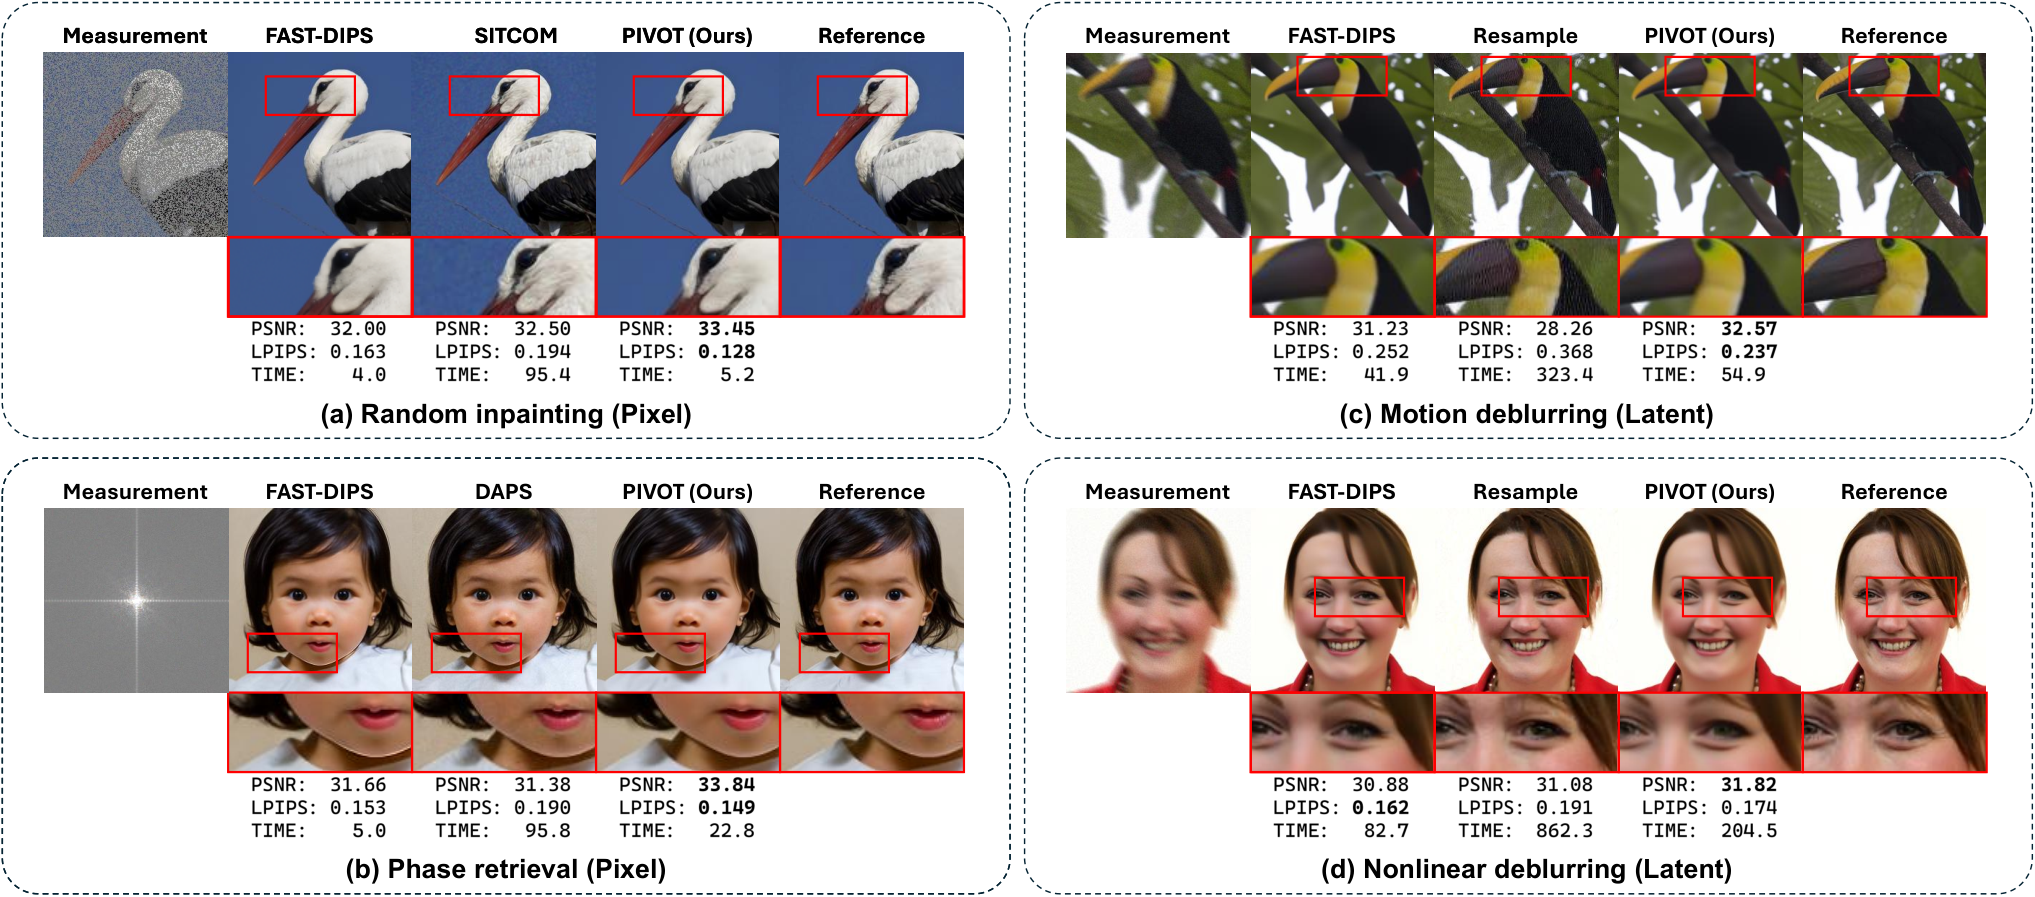 Measurement FAST-DIPS SITCOM PIVOT (Ours) Reference
PSNR: 32.00 PSNR: 32.50 PSNR: 33.45
LPIPS: 0.163 LPIPS: 0.194 LPIPS: 0.128
TIME: 4.0 TIME: 95.4 TIME: 5.2
(a) Random inpainting (Pixel)
Measurement FAST-DIPS Resample PIVOT (Ours) Reference
PSNR: 31.23 PSNR: 28.26 PSNR: 32.57
LPIPS: 0.252 LPIPS: 0.368 LPIPS: 0.237
TIME: 41.9 TIME: 323.4 TIME: 54.9
(c) Motion deblurring (Latent)
Measurement FAST-DIPS DAPS PIVOT (Ours) Reference
PSNR: 31.66 PSNR: 31.38 PSNR: 33.84
LPIPS: 0.153 LPIPS: 0.190 LPIPS: 0.149
TIME: 5.0 TIME: 95.8 TIME: 22.8
(b) Phase retrieval (Pixel)
Measurement FAST-DIPS Resample PIVOT (Ours) Reference
PSNR: 30.88 PSNR: 31.08 PSNR: 31.82
LPIPS: 0.162 LPIPS: 0.191 LPIPS: 0.174
TIME: 82.7 TIME: 862.3 TIME: 204.5
(d) Nonlinear deblurring (Latent)